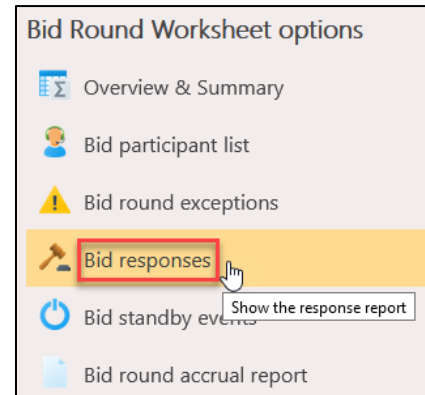 Bid Round Worksheet options
Overview & Summary
Bid participant list
Bid round exceptions
Bid responses
Show the response report
Bid standby events
Bid round accrual report